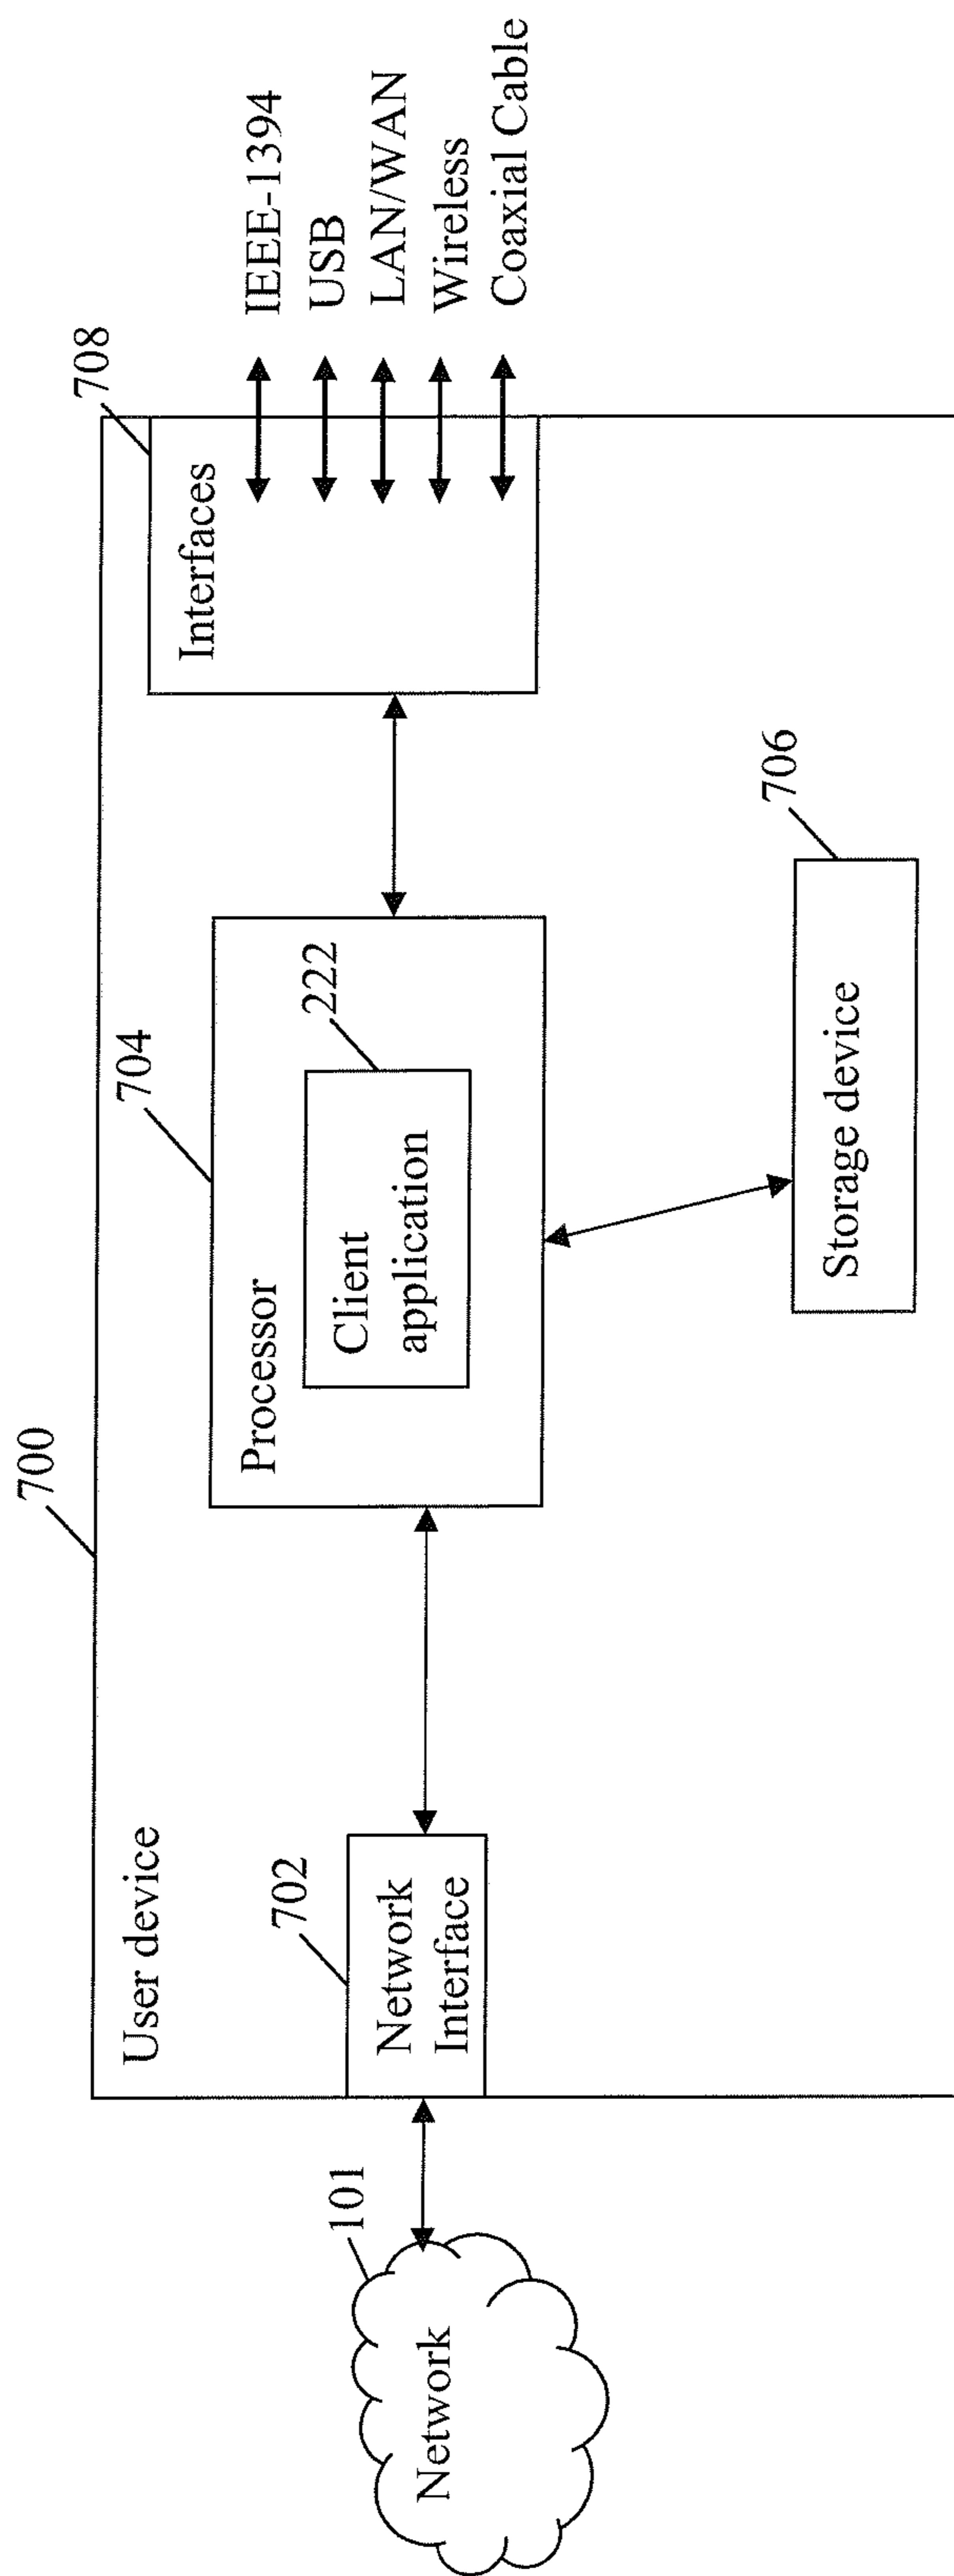 700
User device
704
708
Interfaces
IEEE-1394
USB
LAN/WAN
Wireless
Coaxial Cable
Processor
222
Client
application
101
702
Network
Network
Interface
706
Storage device